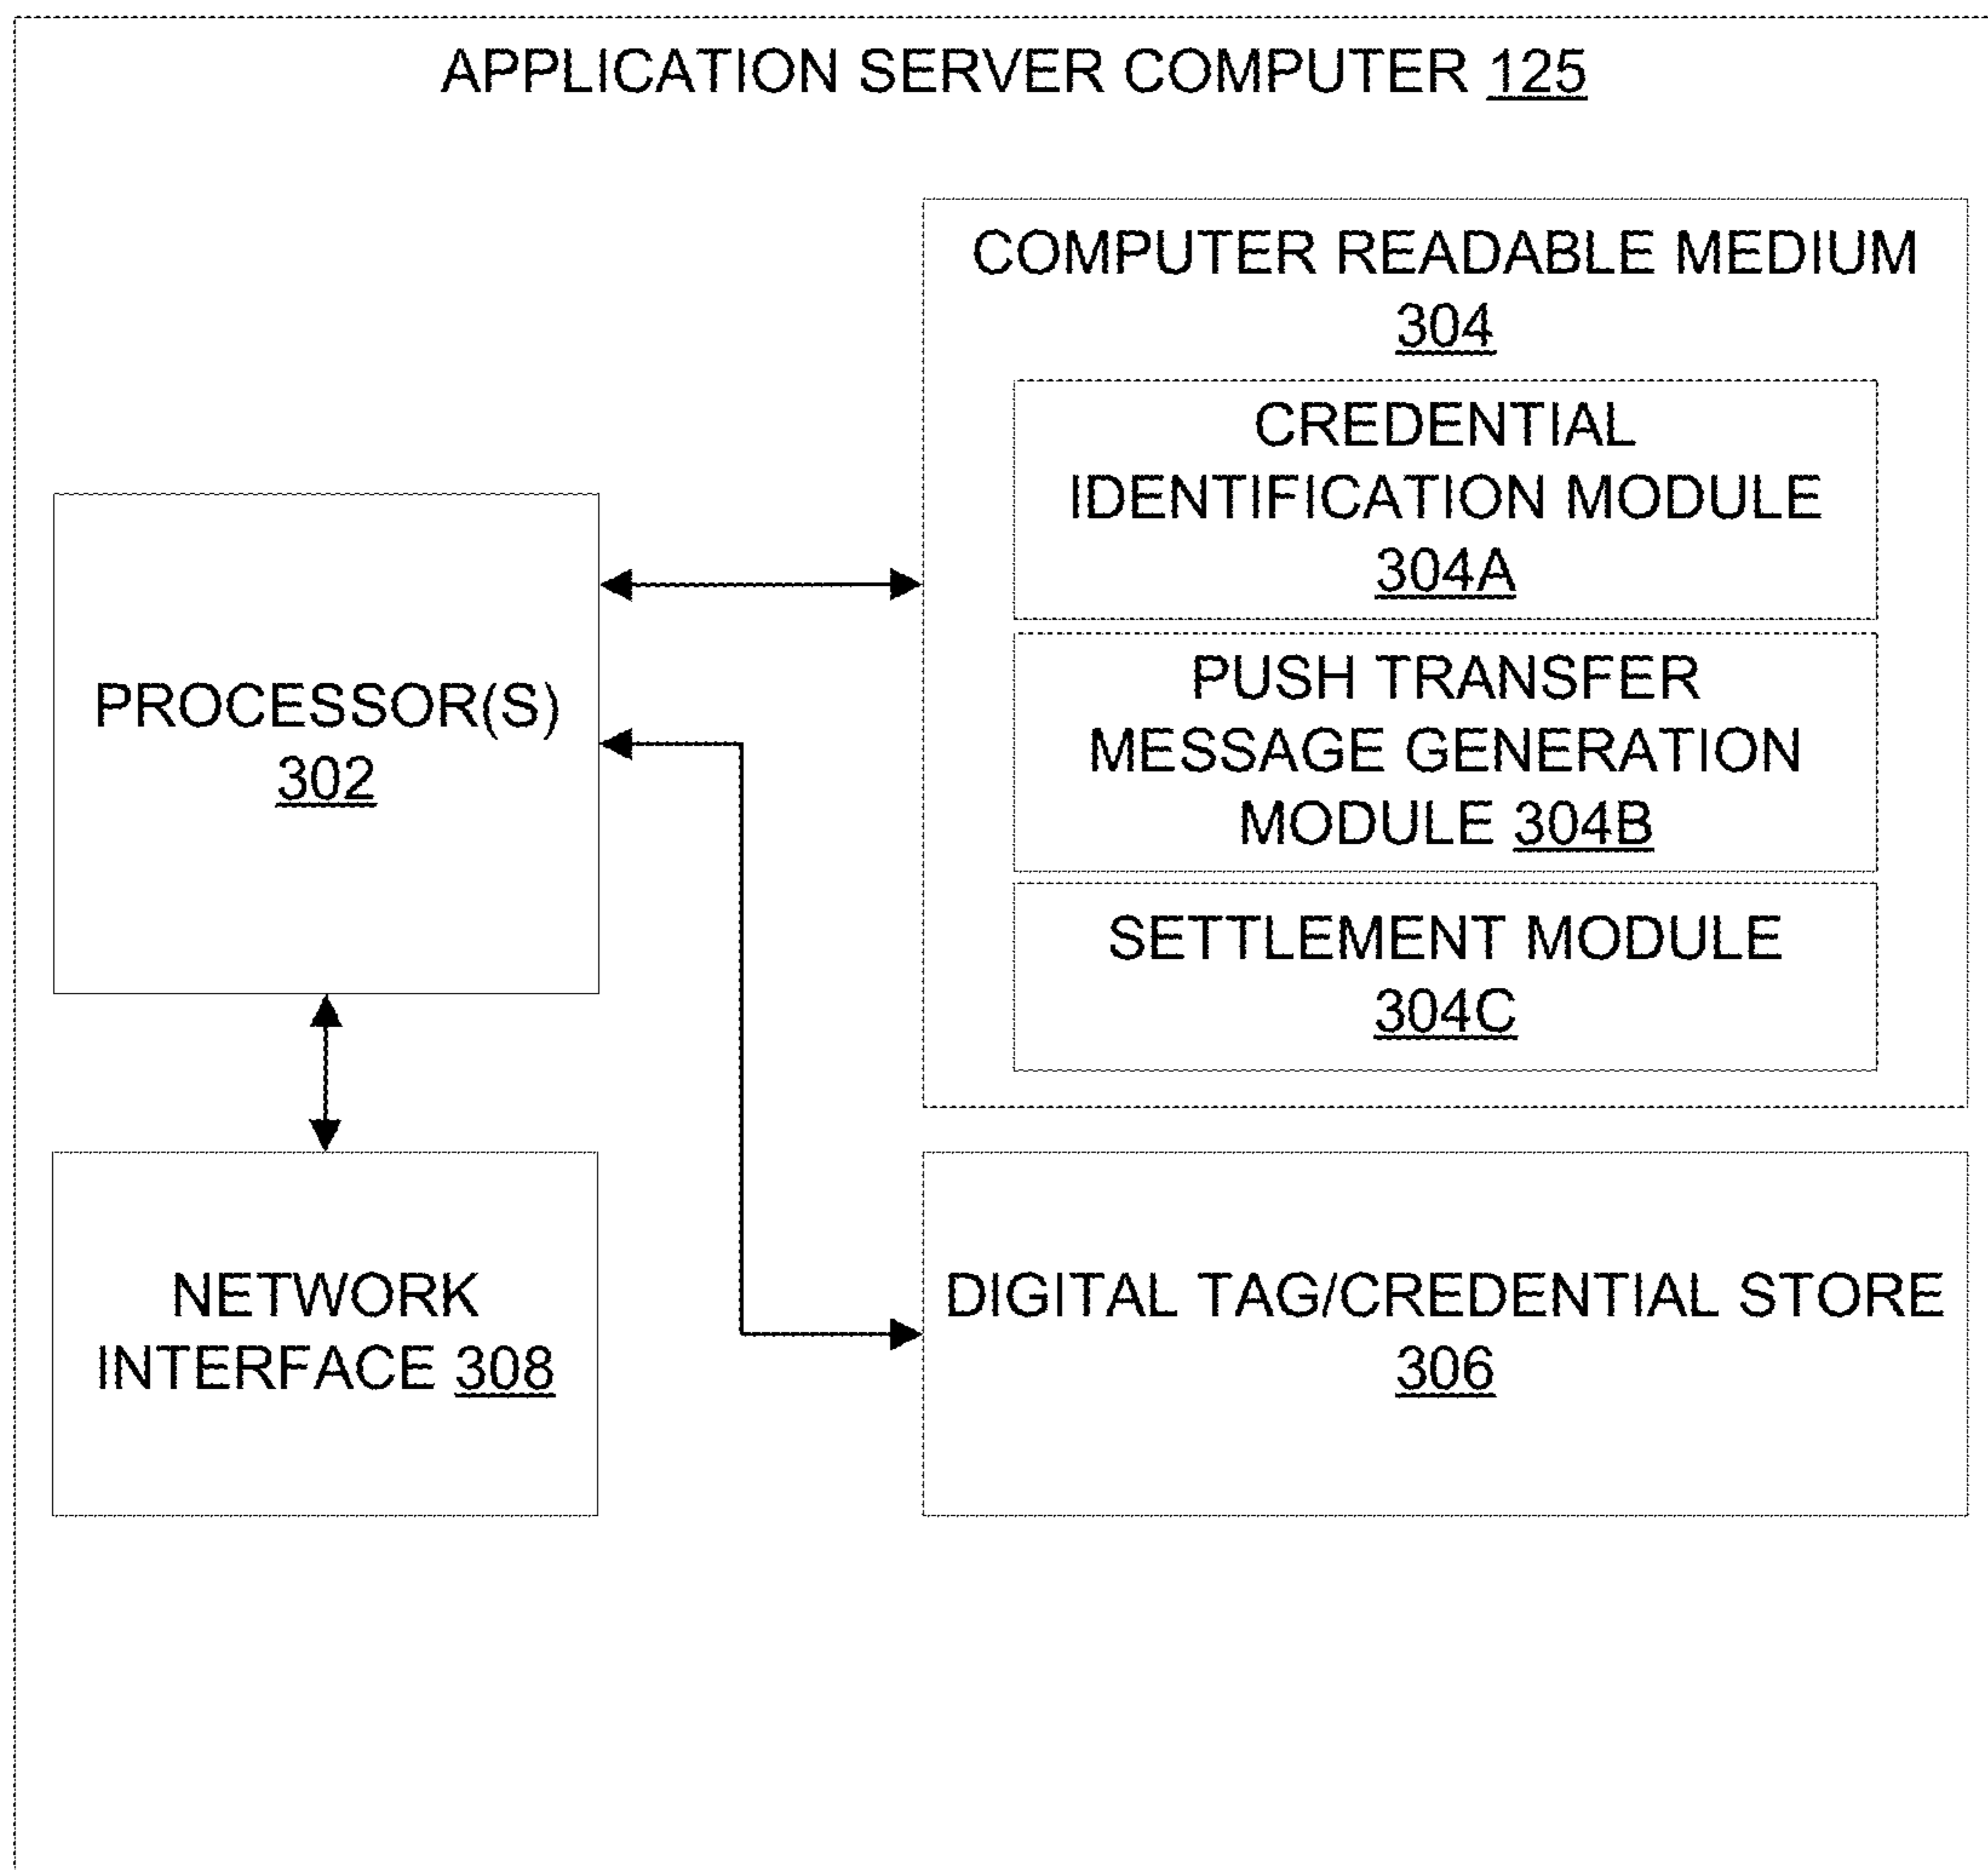 APPLICATION SERVER COMPUTER 125
COMPUTER READABLE MEDIUM
304
CREDENTIAL
IDENTIFICATION MODULE
304A
PUSH TRANSFER
MESSAGE GENERATION
MODULE 304B
SETTLEMENT MODULE
304C
PROCESSOR(S)
302
NETWORK
INTERFACE 308
DIGITAL TAG/CREDENTIAL STORE
306